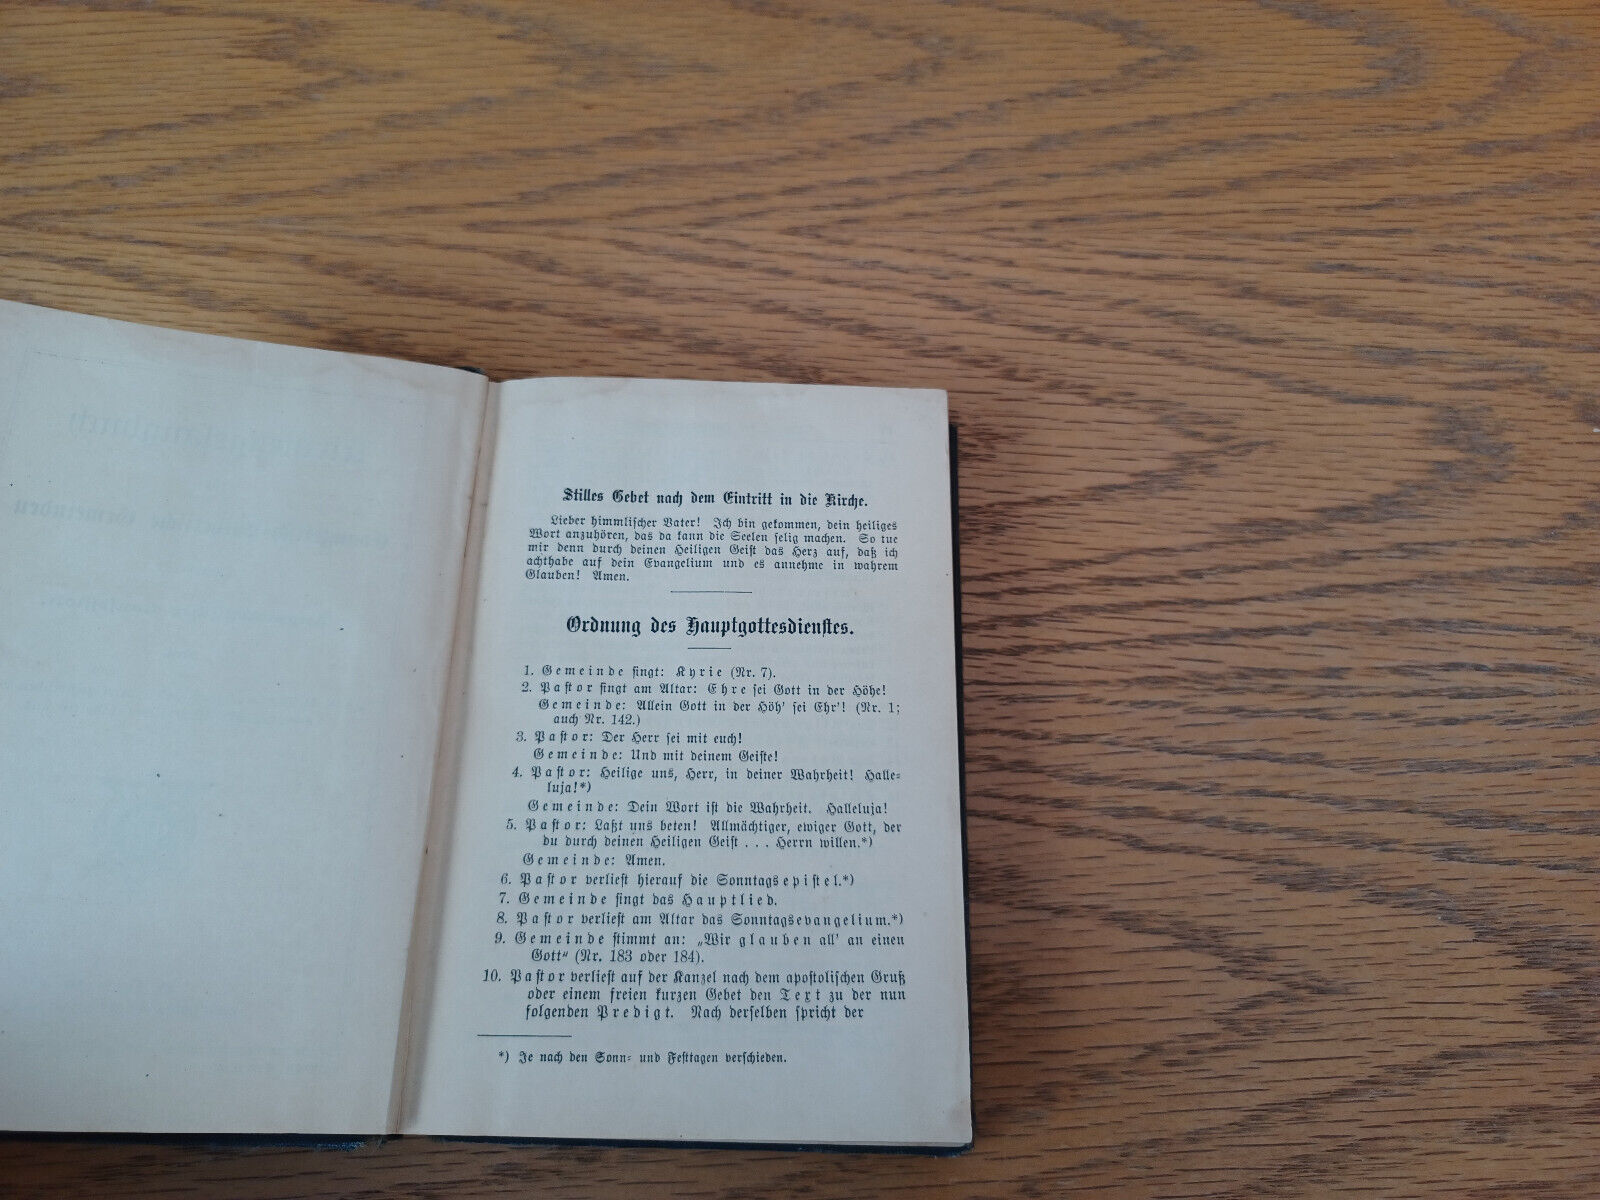 Stilles Gebet nach dem Eintritt in die Kirche.
Lieber himmlischer Vater! Ich bin gekommen, dein heiliges
Wort anzuhören, das da kann die Seelen selig machen. So tue
mir denn durch deinen Heiligen Geist das Herz auf, daß ich
achthabe auf dein Evangelium und es annehme in wahrem
Glauben! Amen.
Ordnung des Hauptgottesdienstes.
1. Gemeinde singt: Kyrie (Nr. 7).
2. Pastor singt am Altar: Ehre sei Gott in der Höhe!
Gemeinde: Allein Gott in der Höh' sei Ehr'! (Nr. 1;
auch Nr. 142.)
3. Pastor: Der Herr sei mit euch!
Gemeinde: Und mit deinem Geiste!
4. Pastor: Heilige uns, Herr, in deiner Wahrheit! Halle-
luja!*)
Gemeinde: Dein Wort ist die Wahrheit. Halleluja!
5. Pastor: Laßt uns beten! Allmächtiger, ewiger Gott, der
du durch deinen Heiligen Geist . . . Herrn willen.*)
Gemeinde: Amen.
6. Pastor verliest hierauf die Sonntagsepistel.*)
7. Gemeinde singt das Hauptlied.
8. Pastor verliest am Altar das Sonntagsevangelium.*)
9. Gemeinde stimmt an: „Wir glauben all' an einen
Gott“ (Nr. 183 oder 184).
10. Pastor verliest auf der Kanzel nach dem apostolischen Gruß
oder einem freien kurzen Gebet den Text zu der nun
folgenden Predigt. Nach derselben spricht der
*) Je nach den Sonn- und Festtagen verschieden.